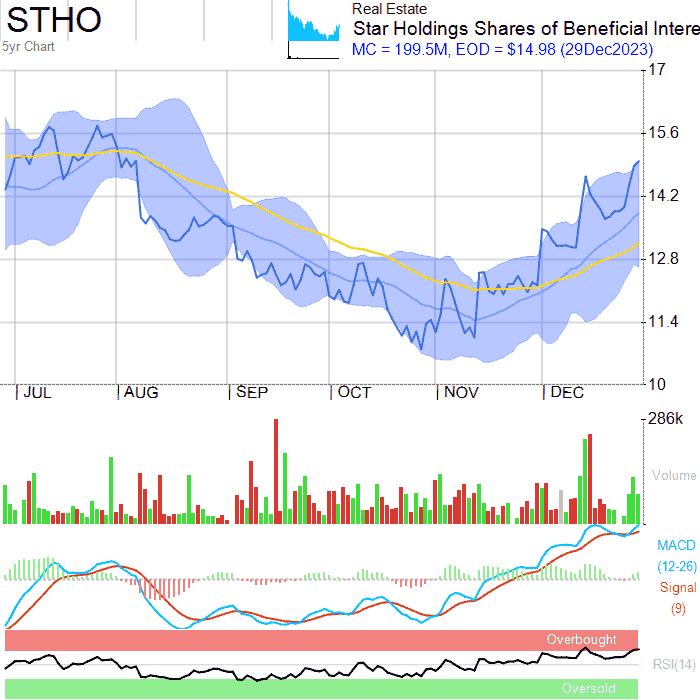 STHO
5yr Chart
Real Estate
Star Holdings Shares of Beneficial Intere
MC = 199.5M, EOD = $14.98 (29Dec2023)
17
15.6
14.2
12.8
11.4
10
JUL AUG SEP OCT NOV DEC
286k
Volume
MACD
(12-26)
Signal
(9)
Overbought
RSI(14)
Oversold